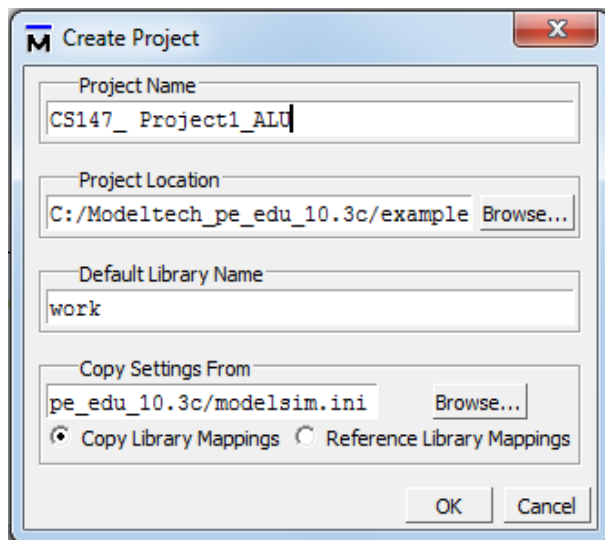 M Create Project
Project Name
CS147_ Project1_ALU
Project Location
C:/Modeltech_pe_edu_10.3c/example Browse...
Default Library Name
work
Copy Settings From
pe_edu_10.3c/modelsim.ini Browse...
Copy Library Mappings Reference Library Mappings
OK Cancel